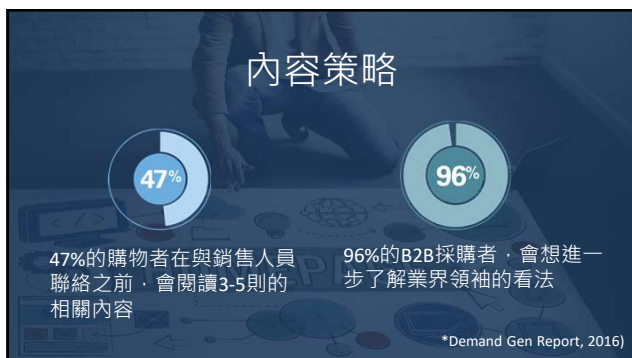 內容策略
47%
96%
47%的購物者在與銷售人員
聯絡之前，會閱讀3-5則的
相關內容
96%的B2B採購者，會想進一
步了解業界領袖的看法
*Demand Gen Report, 2016)